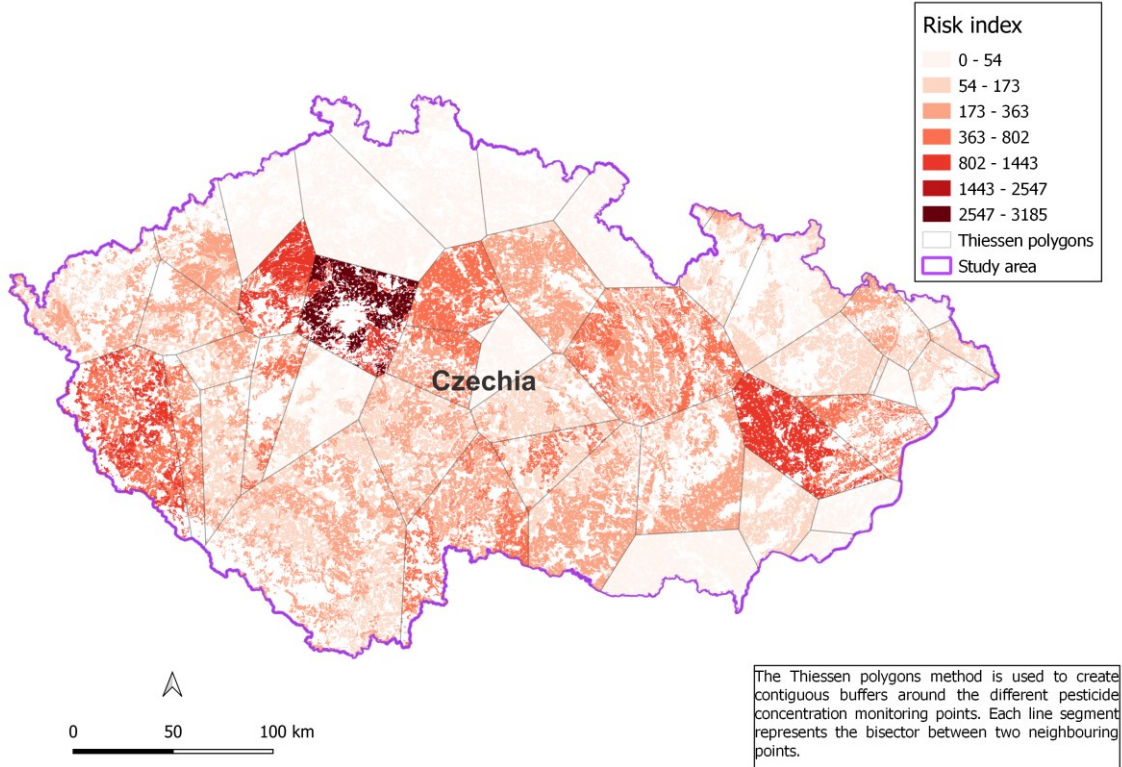 Risk index
0 - 54
54 - 173
173 - 363
363 - 802
802 - 1443
1443 - 2547
2547 - 3185
Thiessen polygons
Study area
Czechia
0 50 100 km
The Thiessen polygons method is used to create
contiguous buffers around the different pesticide
concentration monitoring points. Each line segment
represents the bisector between two neighbouring
points.